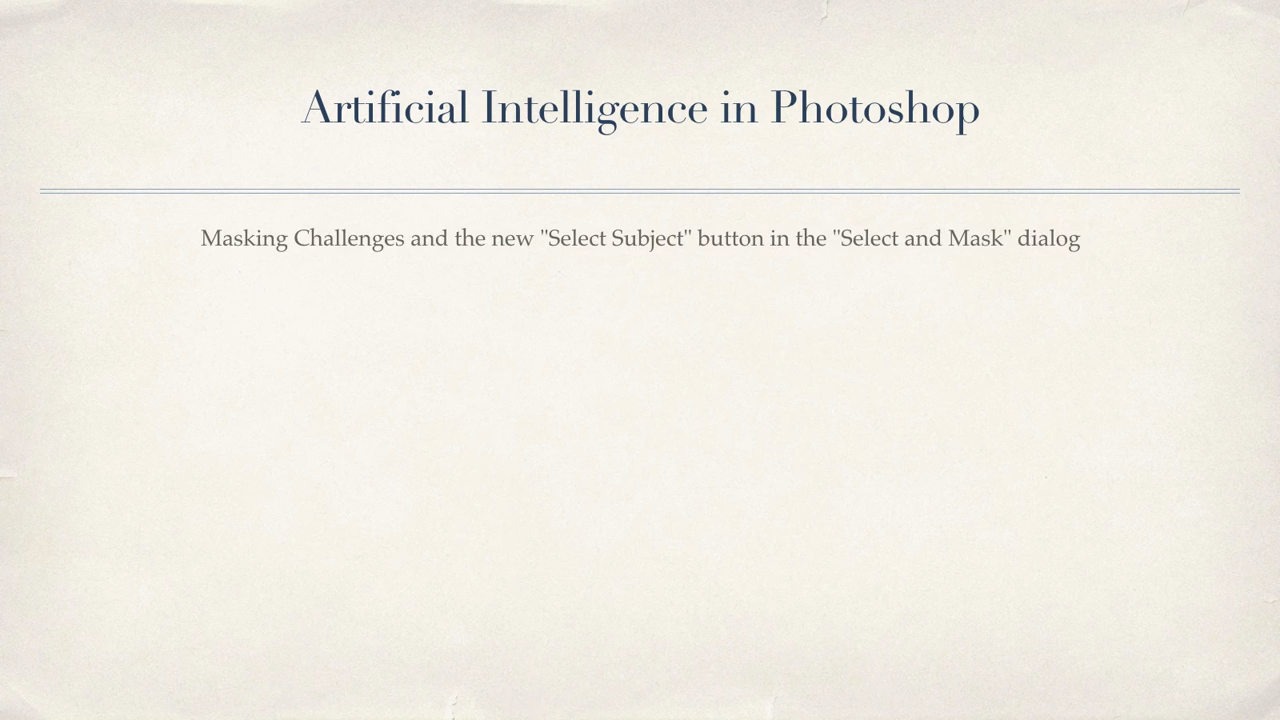 Artificial Intelligence in Photoshop
Masking Challenges and the new "Select Subject" button in the "Select and Mask" dialog